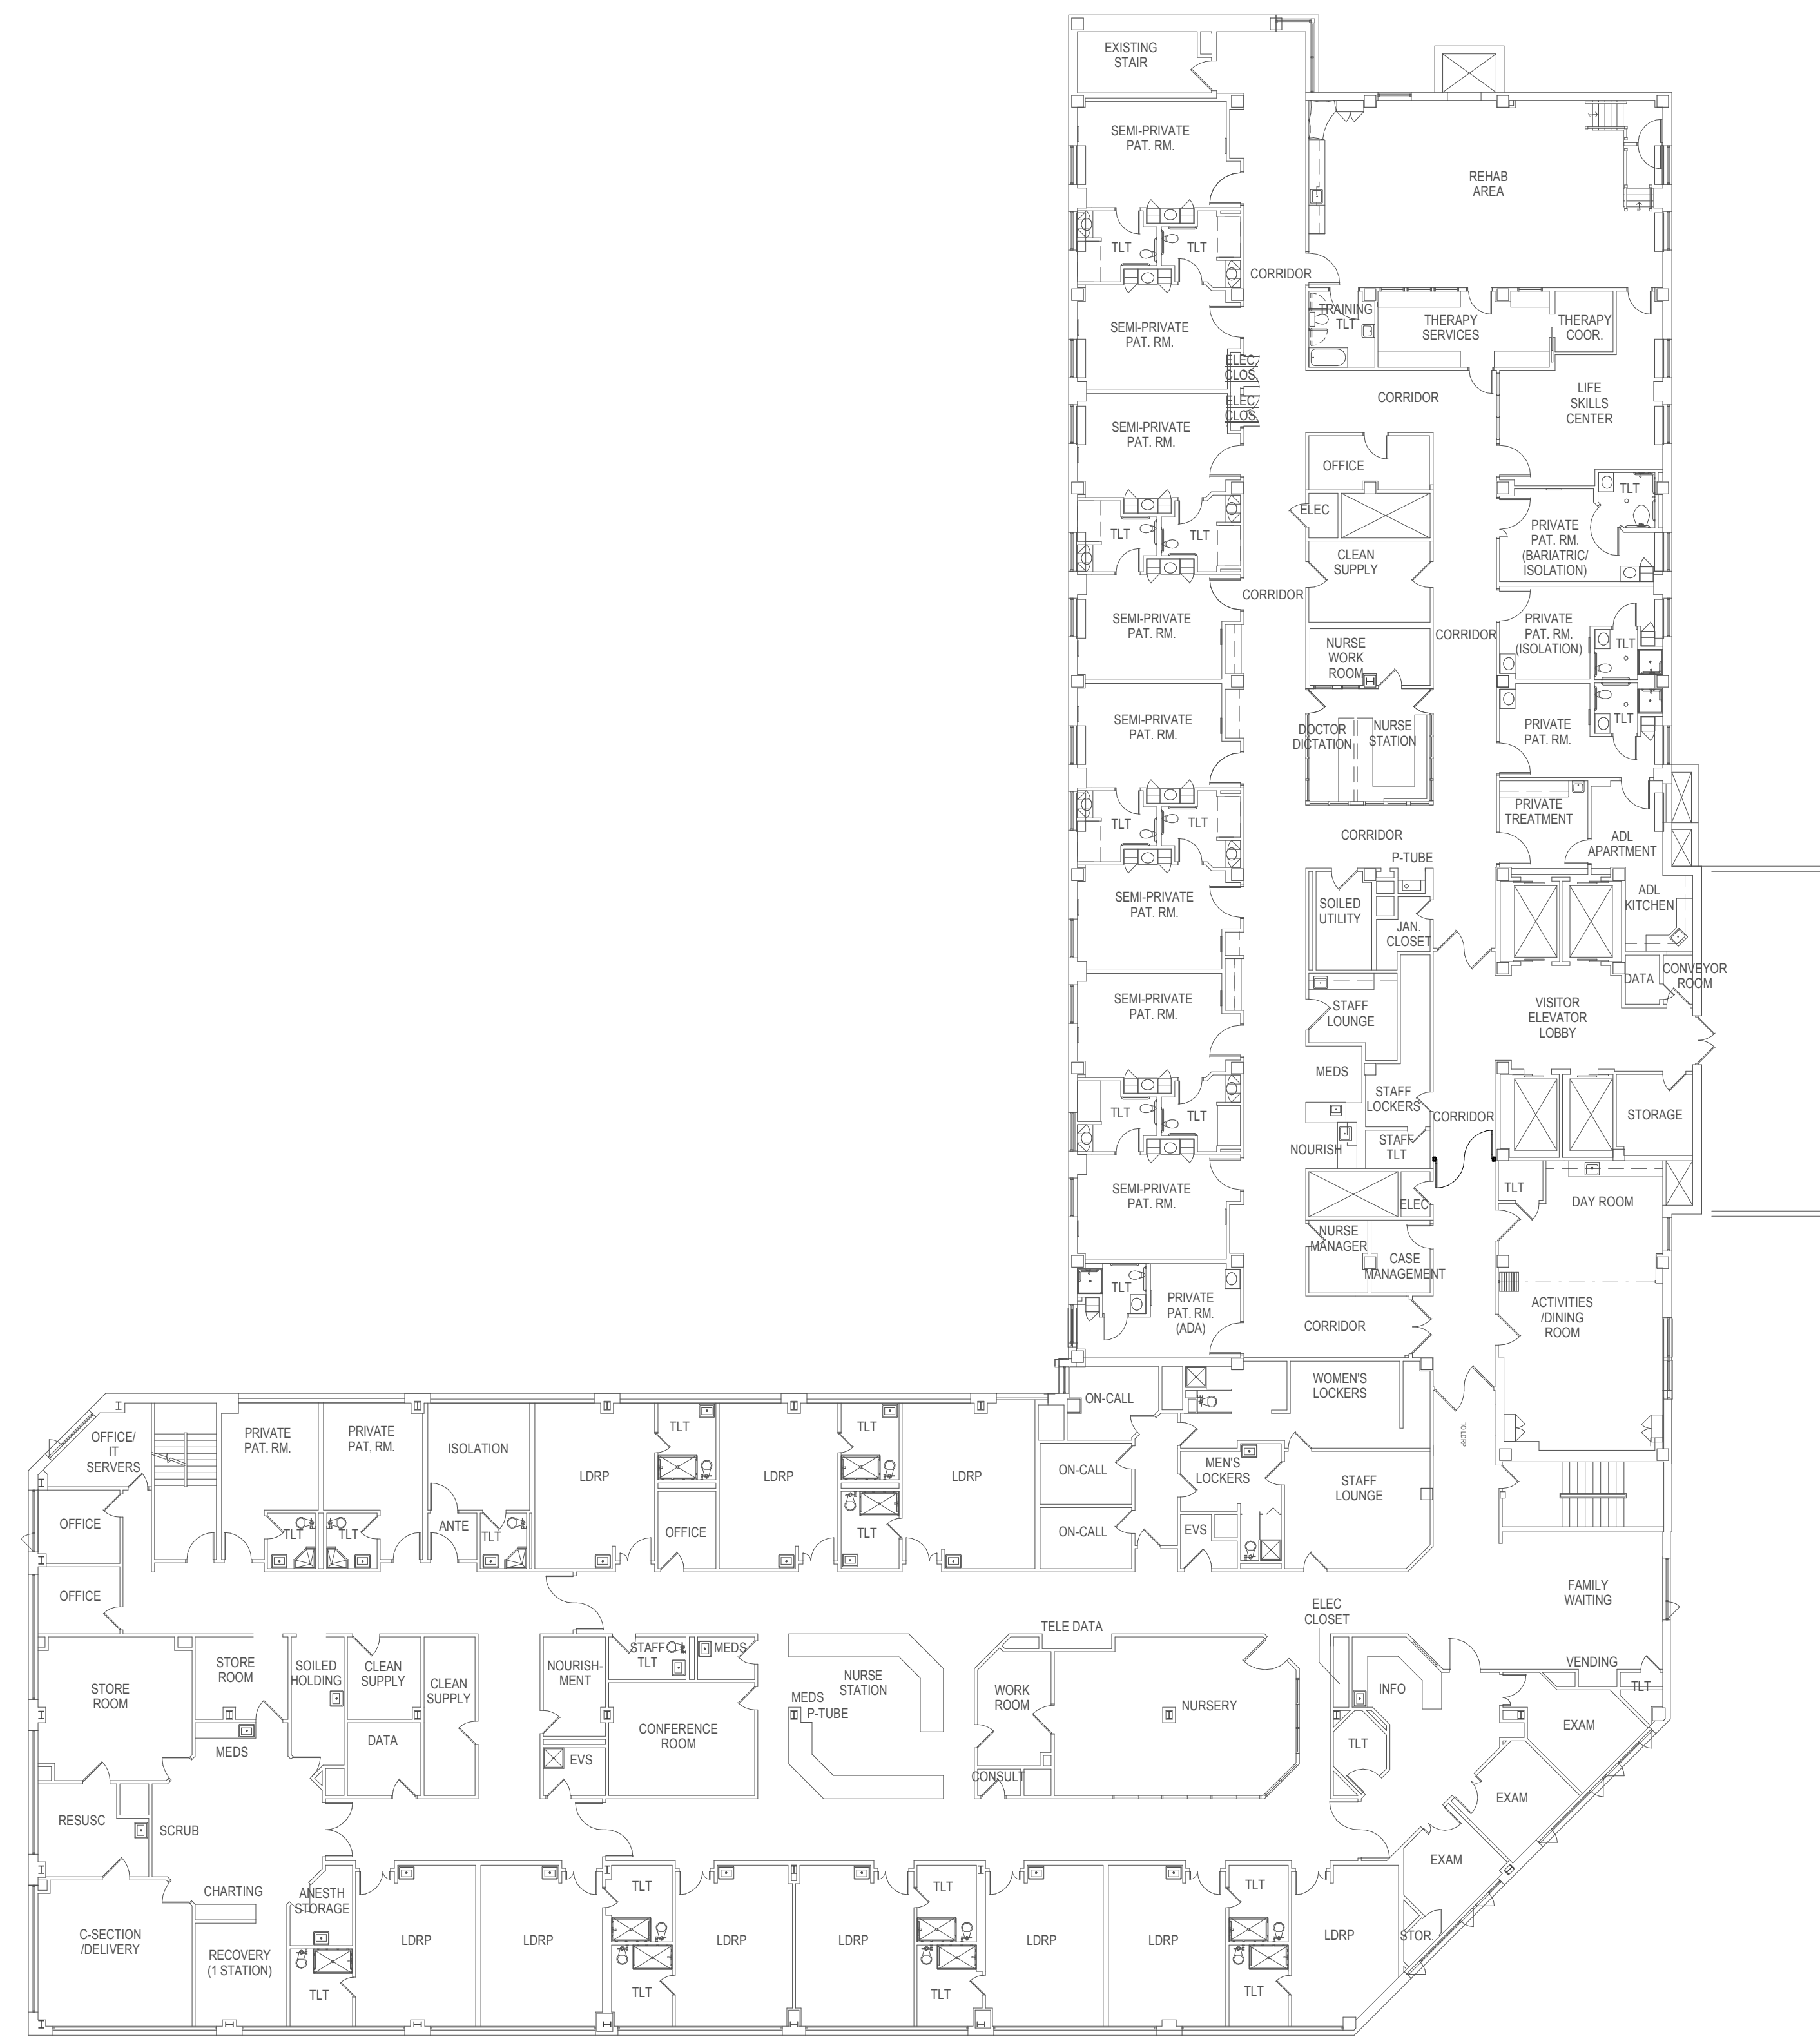 EXISTING
STAIR
SEMI-PRIVATE
PAT. RM.
REHAB
AREA
TLT
TLT
CORRIDOR
SEMI-PRIVATE
PAT. RM.
TRAINING
TLT
THERAPY
SERVICES
THERAPY
COOR.
ELEC.
CLOS.
ELEC.
CLOS.
CORRIDOR
LIFE
SKILLS
CENTER
SEMI-PRIVATE
PAT. RM.
OFFICE
TLT
ELEC
TLT
TLT
PRIVATE
PAT. RM.
(BARIATRIC/
ISOLATION)
CLEAN
SUPPLY
CORRIDOR
SEMI-PRIVATE
PAT. RM.
CORRIDOR
PRIVATE
PAT. RM.
(ISOLATION)
TLT
NURSE
WORK
ROOM
SEMI-PRIVATE
PAT. RM.
DOCTOR
DICTATION
NURSE
STATION
PRIVATE
PAT. RM.
TLT
PRIVATE
TREATMENT
TLT
TLT
CORRIDOR
ADL
APARTMENT
P-TUBE
SEMI-PRIVATE
PAT. RM.
SOILED
UTILITY
ADL
KITCHEN
JAN.
CLOSET
DATA
CONVEYOR
ROOM
SEMI-PRIVATE
PAT. RM.
STAFF
LOUNGE
VISITOR
ELEVATOR
LOBBY
MEDS
STAFF
LOCKERS
TLT
TLT
CORRIDOR
STORAGE
NOURISH
STAFF
TLT
SEMI-PRIVATE
PAT. RM.
ELEC
TLT
DAY ROOM
NURSE
MANAGER
CASE
MANAGEMENT
TLT
PRIVATE
PAT. RM.
(ADA)
CORRIDOR
ACTIVITIES
/DINING
ROOM
ON-CALL
WOMEN'S
LOCKERS
TO LDRP
OFFICE/
IT
SERVERS
PRIVATE
PAT. RM.
PRIVATE
PAT, RM.
ISOLATION
TLT
LDRP
LDRP
TLT
LDRP
ON-CALL
MEN'S
LOCKERS
STAFF
LOUNGE
OFFICE
TLT
TLT
ANTE
TLT
OFFICE
TLT
ON-CALL
EVS
OFFICE
FAMILY
WAITING
ELEC
CLOSET
TELE DATA
STORE
ROOM
STORE
ROOM
SOILED
HOLDING
CLEAN
SUPPLY
CLEAN
SUPPLY
NOURISH-
MENT
STAFF
TLT
MEDS
NURSE
STATION
MEDS
P-TUBE
WORK
ROOM
NURSERY
INFO
VENDING
TLT
CONFERENCE
ROOM
EXAM
MEDS
DATA
EVS
TLT
CONSULT
EXAM
RESUSC
SCRUB
EXAM
CHARTING
ANESTH
STORAGE
TLT
TLT
TLT
C-SECTION
/DELIVERY
RECOVERY
(1 STATION)
LDRP
LDRP
LDRP
LDRP
LDRP
LDRP
LDRP
STOR.
TLT
TLT
TLT
TLT